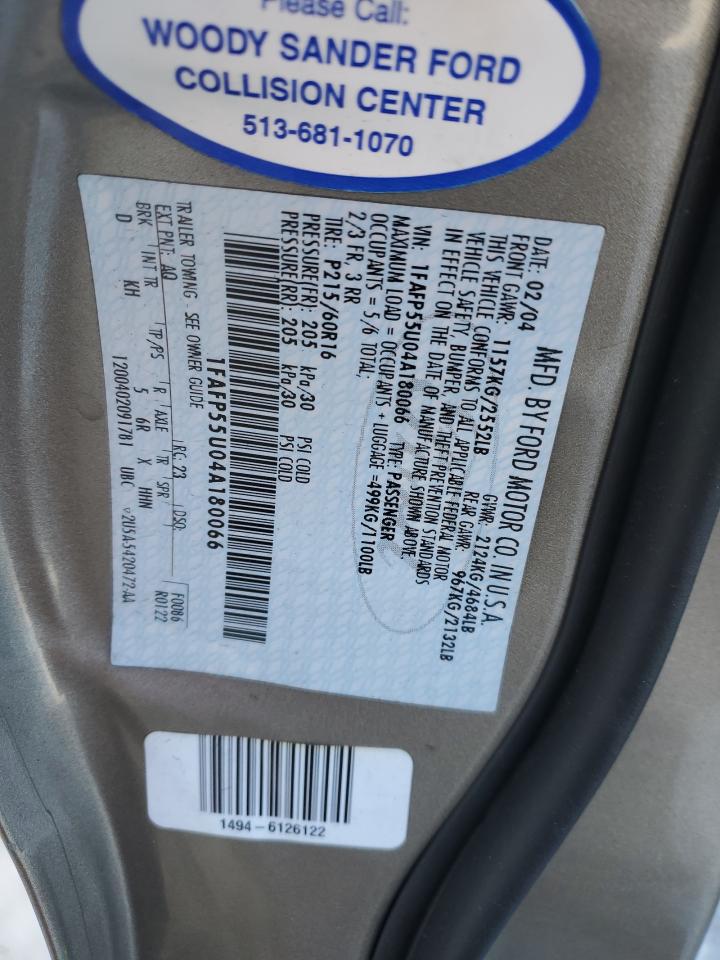 Please Call:
WOODY SANDER FORD
COLLISION CENTER
513-681-1070
DATE: 02/04 MFD. BY FORD MOTOR CO. IN U.S.A.
FRONT GAWR: 1157KG/2552LB GVWR: 2124KG/4684LB
REAR GAWR: 967KG/2132LB
THIS VEHICLE CONFORMS TO ALL APPLICABLE FEDERAL MOTOR
VEHICLE SAFETY, BUMPER, AND THEFT PREVENTION STANDARDS
IN EFFECT ON THE DATE OF MANUFACTURE SHOWN ABOVE.
VIN: 1FAFP55U04A180066 TYPE: PASSENGER
MAXIMUM LOAD = OCCUPANTS + LUGGAGE =499KG/1100LB
OCCUPANTS = 5/6 TOTAL;
2/3 FR, 3 RR
TIRE: P215/60R16
PRESSURE(FR): 205 kPa/30 PSI COLD
PRESSURE(RR): 205 kPa/30 PSI COLD
1FAFP55U04A180066
TRAILER TOWING - SEE OWNER GUIDE
EXT PNT: AQ RC: 23 DSO:
BRK INT TR TP/PS R AXLE TR SPR F0086
D KH 5 6R X HHN R0122
1200402091781 UBC
1494-6126122